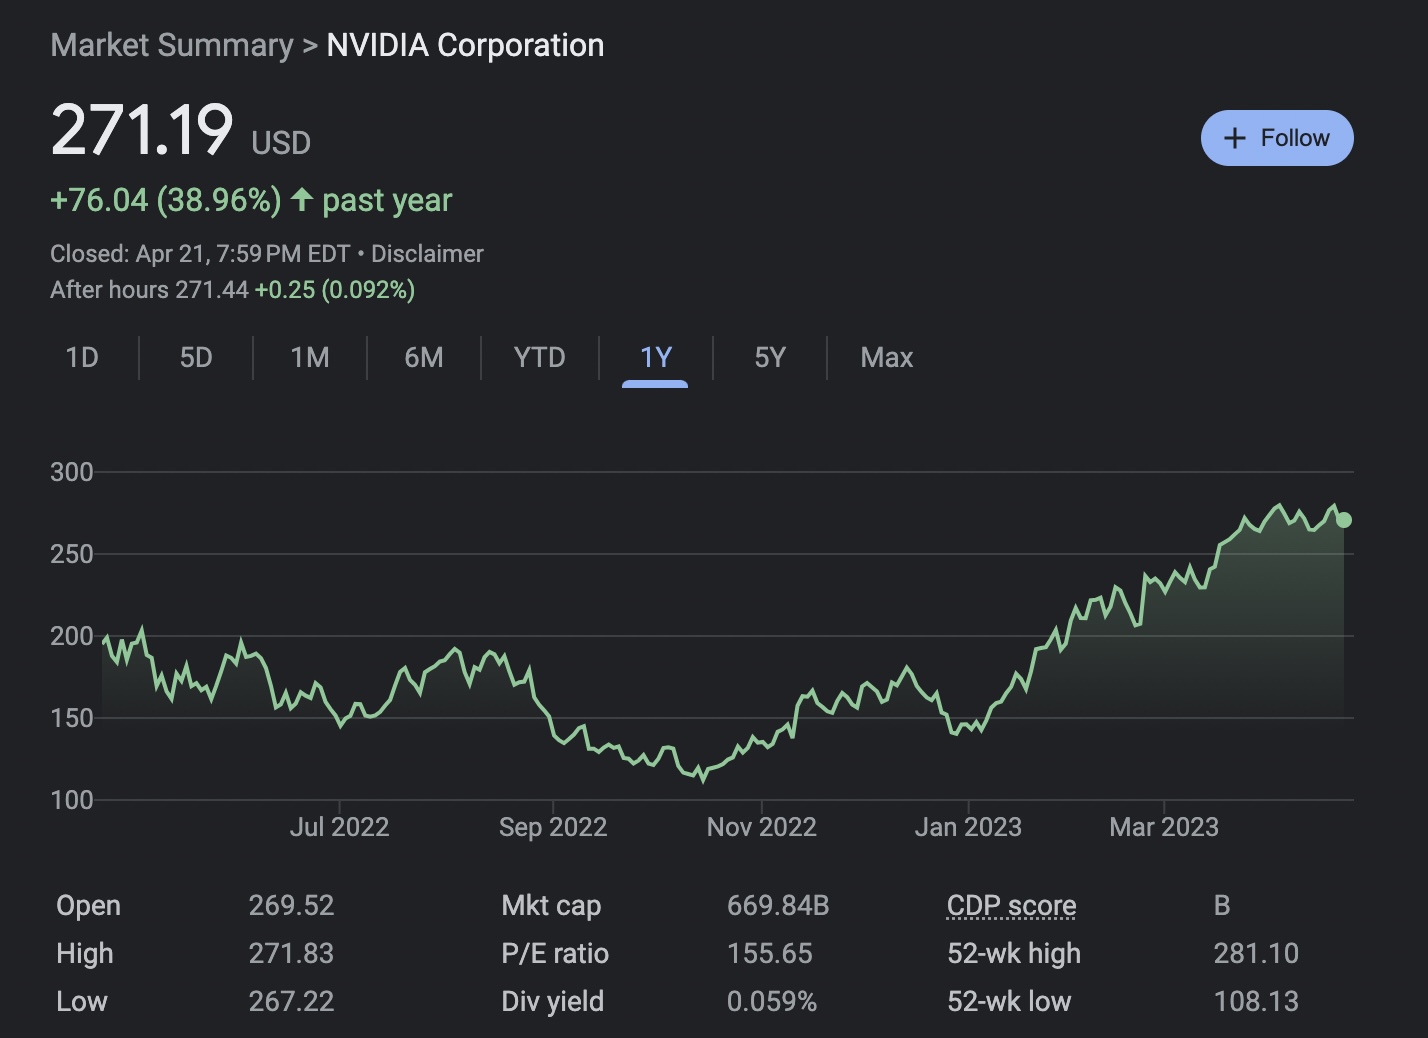 Market Summary > NVIDIA Corporation
271.19 USD
+ Follow
+76.04 (38.96%) ↑ past year
Closed: Apr 21, 7:59 PM EDT • Disclaimer
After hours 271.44 +0.25 (0.092%)
1D 5D 1M 6M YTD 1Y 5Y Max
300
250
200
150
100
Jul 2022 Sep 2022 Nov 2022 Jan 2023 Mar 2023
Open 269.52 Mkt cap 669.84B CDP score B
High 271.83 P/E ratio 155.65 52-wk high 281.10
Low 267.22 Div yield 0.059% 52-wk low 108.13